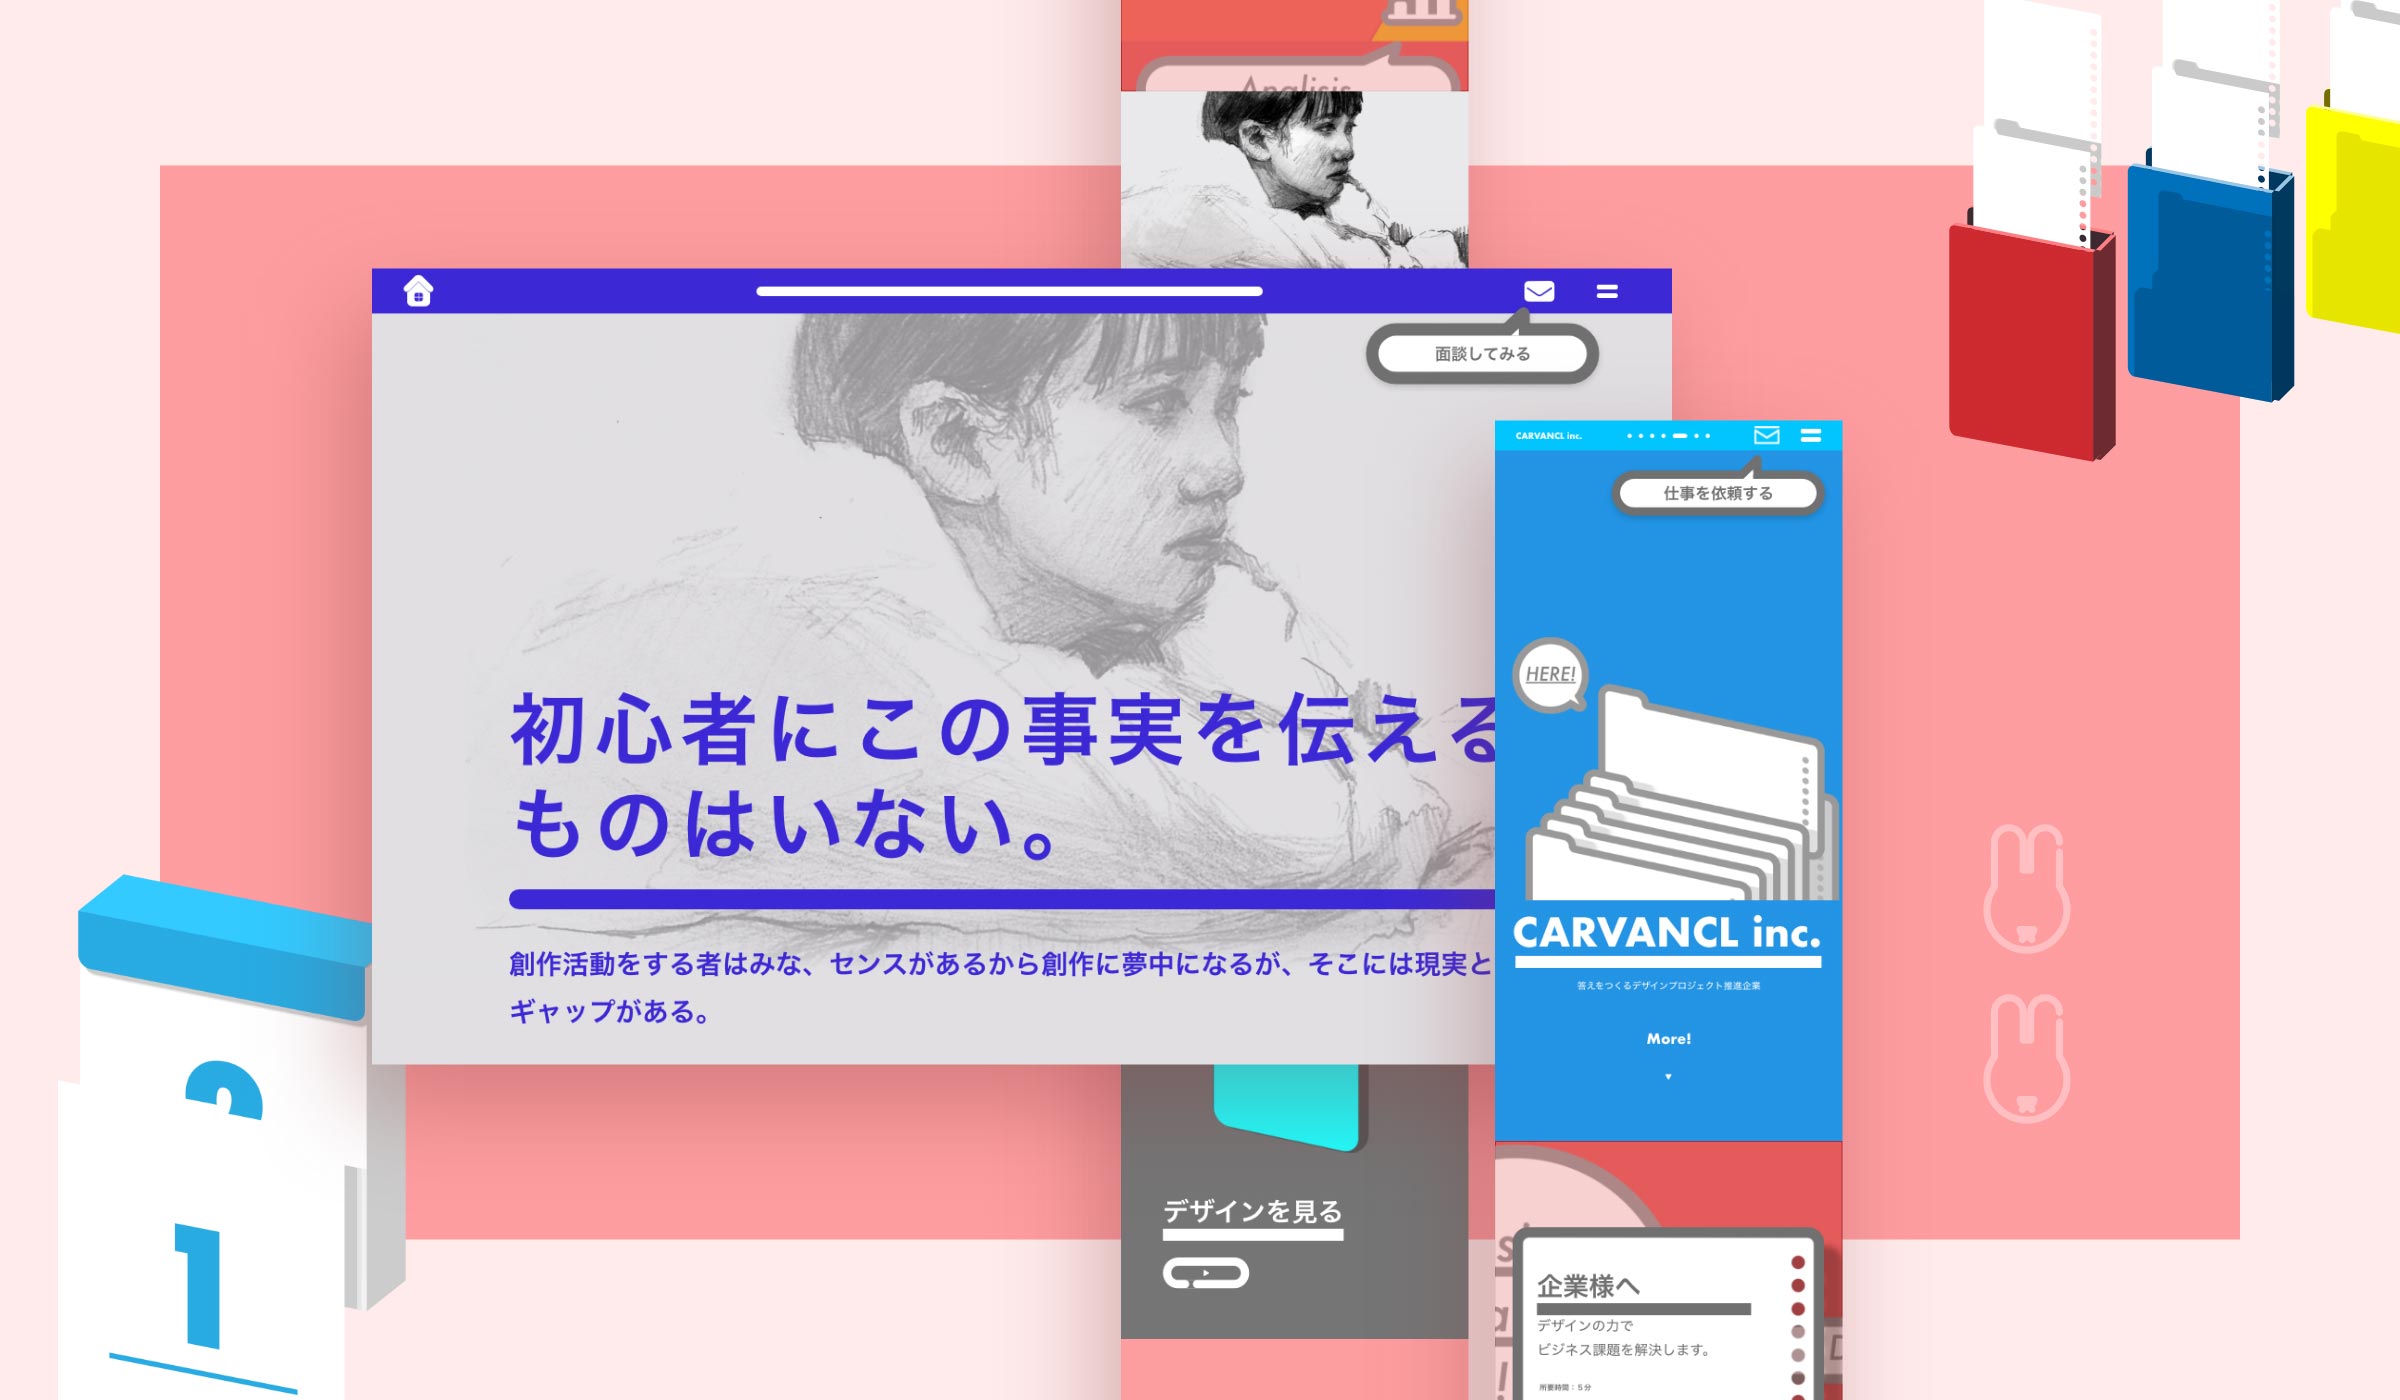 Analisis
面談してみる
初心者にこの事実を伝える
ものはいない。
創作活動をする者はみな、センスがあるから創作に夢中になるが、そこには現実と
ギャップがある。
1
デザインを見る
CARVANCL inc.
仕事を依頼する
HERE!
CARVANCL inc.
答えをつくるデザインプロジェクト推進企業
More!
企業様へ
デザインの力で
ビジネス課題を解決します。
所要時間：5分